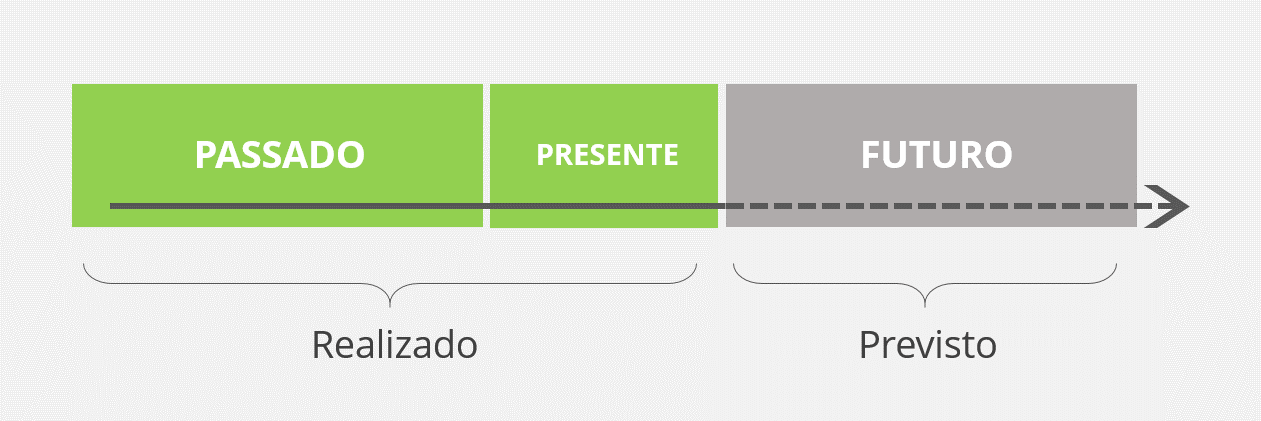 PASSADO PRESENTE FUTURO
Realizado Previsto